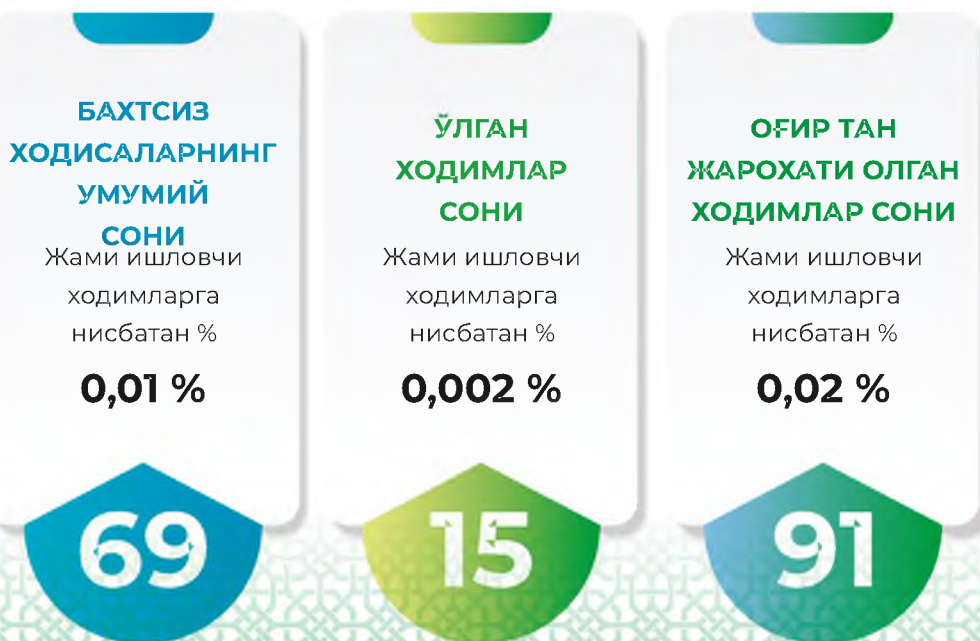 БАХТСИЗ
ХОДИСАЛАРНИНГ
УМУМИЙ
СОНИ
Жами ишловчи
ходимларга
нисбатан %
0,01 %
69
ЎЛГАН
ХОДИМЛАР
СОНИ
Жами ишловчи
ходимларга
нисбатан %
0,002 %
15
ОҒИР ТАН
ЖАРОХАТИ ОЛГАН
ХОДИМЛАР СОНИ
Жами ишловчи
ходимларга
нисбатан %
0,02 %
91